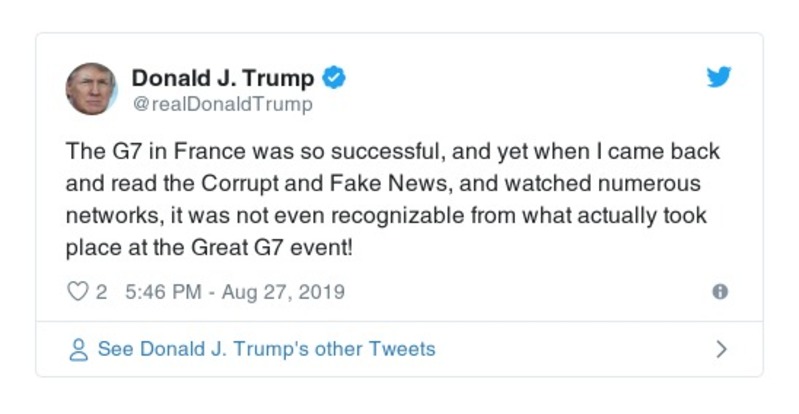 Donald J. Trump
@realDonaldTrump
The G7 in France was so successful, and yet when I came back
and read the Corrupt and Fake News, and watched numerous
networks, it was not even recognizable from what actually took
place at the Great G7 event!
2 5:46 PM - Aug 27, 2019
See Donald J. Trump's other Tweets